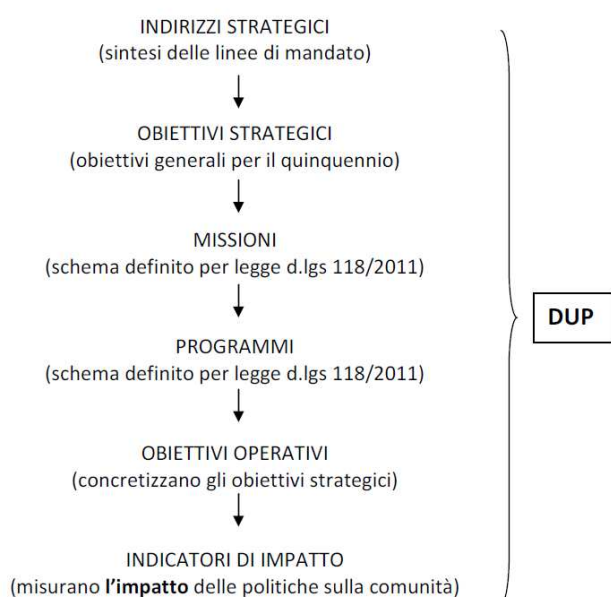 INDIRIZZI STRATEGICI
(sintesi delle linee di mandato)
OBIETTIVI STRATEGICI
(obiettivi generali per il quinquennio)
MISSIONI
(schema definito per legge d.lgs 118/2011)
DUP
PROGRAMMI
(schema definito per legge d.lgs 118/2011)
OBIETTIVI OPERATIVI
(concretizzano gli obiettivi strategici)
INDICATORI DI IMPATTO
(misurano l'impatto delle politiche sulla comunità)